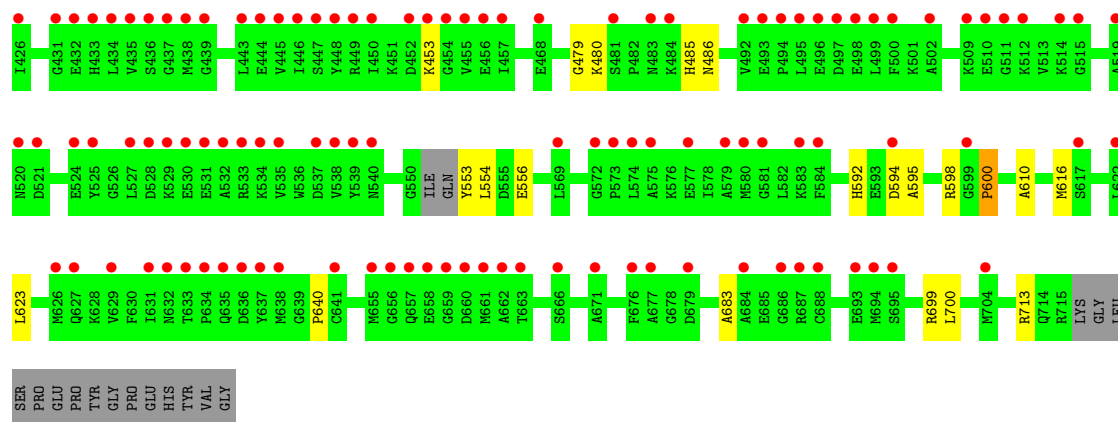 I426 G431 E432 H433 L434 V435 S436 G437 M438 G439 L443 E444 V445 I446 S447 Y448 R449 I450 K451 D452 K453 G454 V455 E456 I457 E468 G479 K480 S481 P482 N483 K484 H485 N486 V492 E493 P494 L495 E496 D497 E498 L499 F500 K501 A502 K509 E510 G511 K512 V513 K514 G515
N520 D521 E524 Y525 G526 L527 D528 K529 E530 E531 A532 R533 K534 V535 W536 D537 V538 Y539 N540 G550 ILE GLN Y553 L554 D555 E556 L569 G572 P573 L574 A575 K576 E577 I578 A579 M580 G581 L582 K583 F584 H592 E593 D594 A595 R598 G599 P600 A610 M616 S617
L623 M626 Q627 K628 V629 F630 I631 N632 T633 P634 Q635 D636 Y637 M638 G639 P640 C641 M655 G656 Q657 E658 G659 D660 M661 A662 T663 S666 A671 F676 A677 G678 D679 A683 A684 E685 G686 R687 C688 E693 M694 S695 R699 L700 M704 R713 Q714 R715 LYS GLY LEU
SER PRO GLU PRO TYR GLY PRO GLU HIS TYR VAL GLY